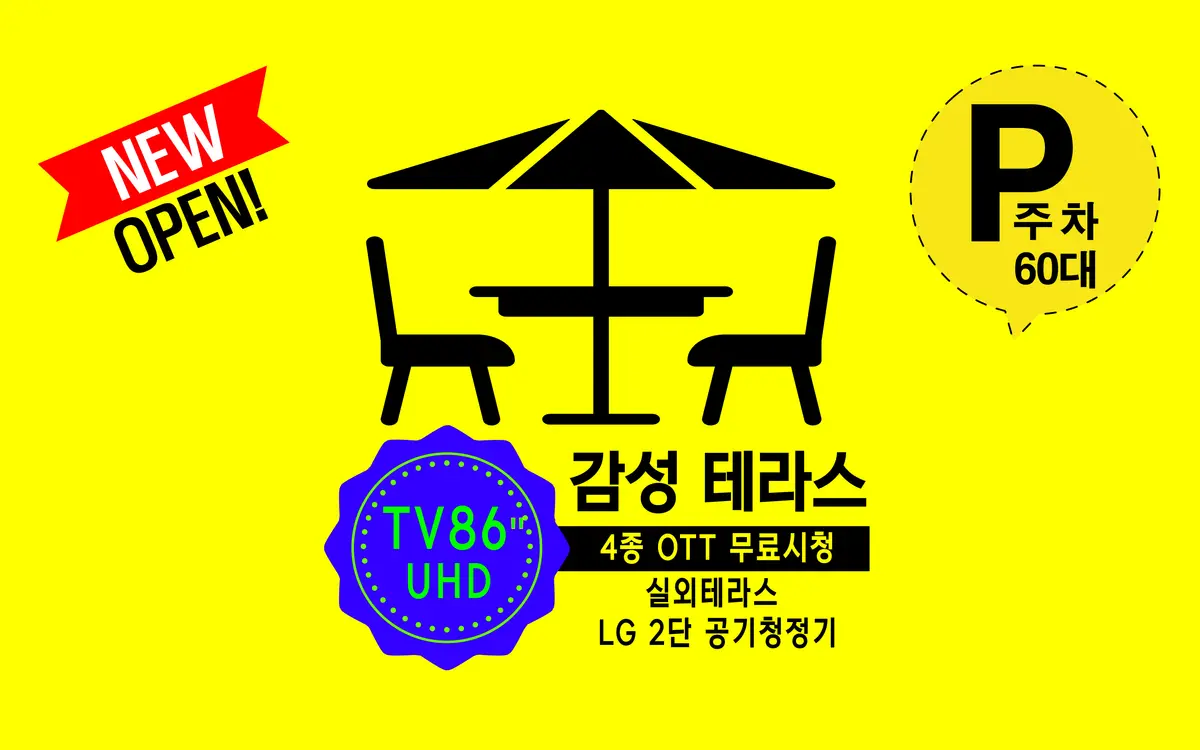 NEW
OPEN!
P
주차
60대
TV86"
UHD
감성 테라스
4종 OTT 무료시청
실외테라스
LG 2단 공기청정기